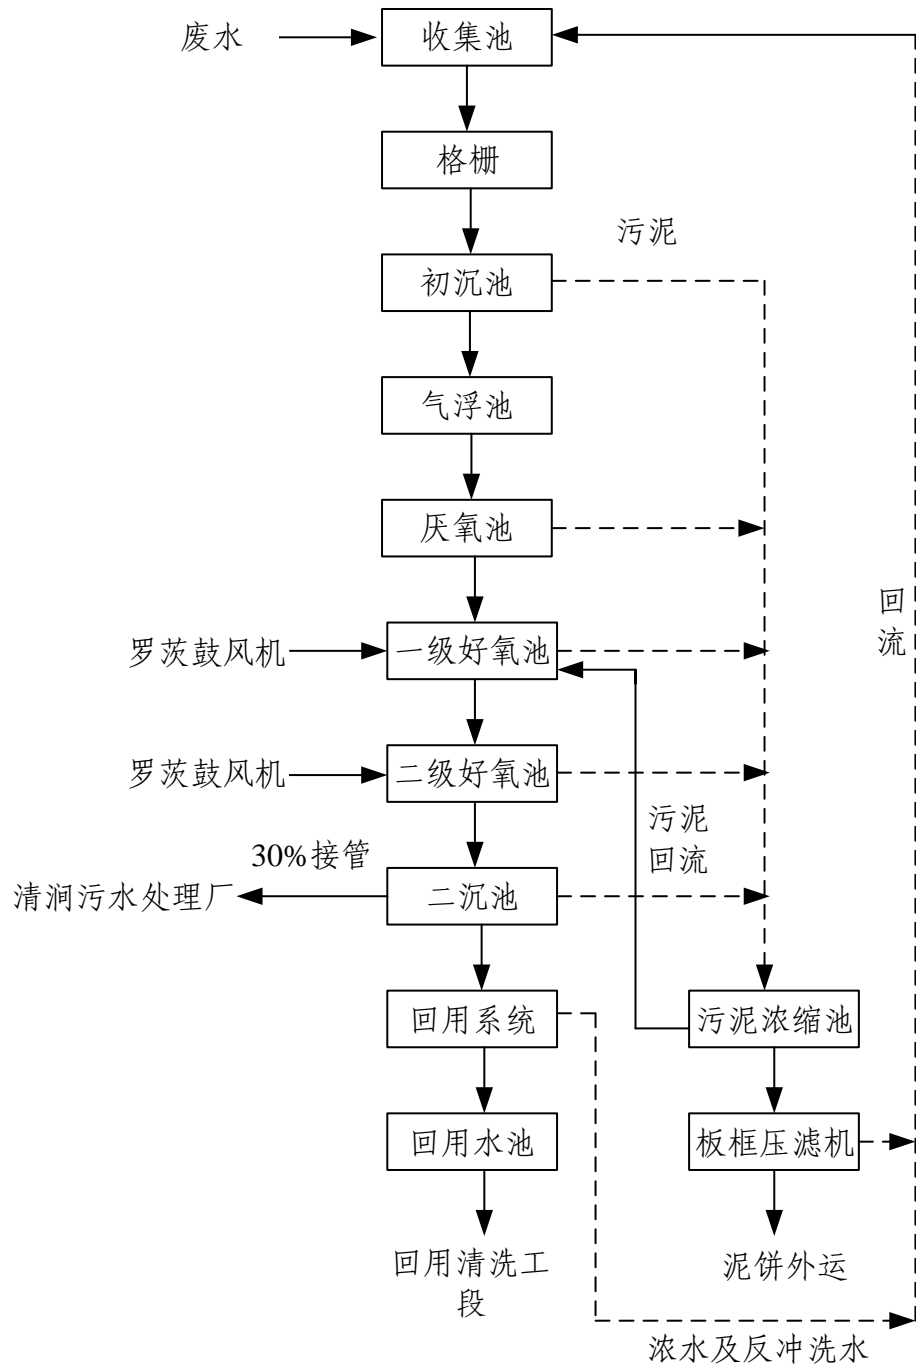 废水
收集池
格栅
污泥
初沉池
气浮池
厌氧池
回
流
罗茨鼓风机
一级好氧池
罗茨鼓风机
二级好氧池
污泥
回流
30%接管
清涧污水处理厂
二沉池
回用系统
污泥浓缩池
回用水池
板框压滤机
回用清洗工
段
泥饼外运
浓水及反冲洗水